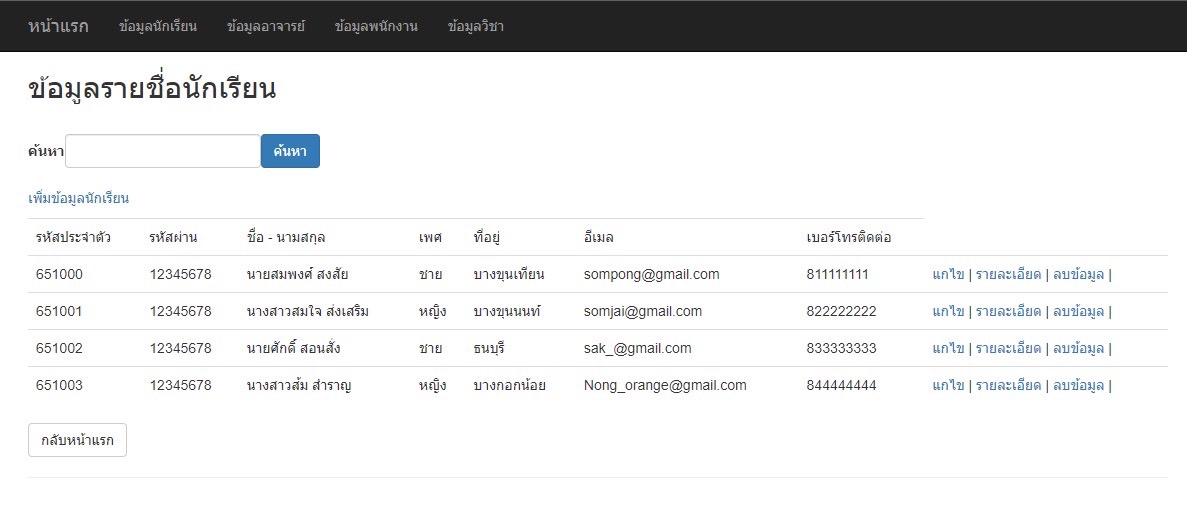 หน้าแรก ข้อมูลนักเรียน ข้อมูลอาจารย์ ข้อมูลพนักงาน ข้อมูลวิชา
ข้อมูลรายชื่อนักเรียน
ค้นหา ค้นหา
เพิ่มข้อมูลนักเรียน
รหัสประจำตัว รหัสผ่าน ชื่อ - นามสกุล เพศ ที่อยู่ อีเมล เบอร์โทรติดต่อ
651000 12345678 นายสมพงศ์ สงสัย ชาย บางขุนเทียน sompong@gmail.com 811111111 แกไข | รายละเอียด | ลบข้อมูล |
651001 12345678 นางสาวสมใจ ส่งเสริม หญิง บางขุนนนท์ somjai@gmail.com 822222222 แกไข | รายละเอียด | ลบข้อมูล |
651002 12345678 นายศักดิ์ สอนสั่ง ชาย ธนบุรี sak_@gmail.com 833333333 แกไข | รายละเอียด | ลบข้อมูล |
651003 12345678 นางสาวส้ม สำราญ หญิง บางกอกน้อย Nong_orange@gmail.com 844444444 แกไข | รายละเอียด | ลบข้อมูล |
กลับหน้าแรก